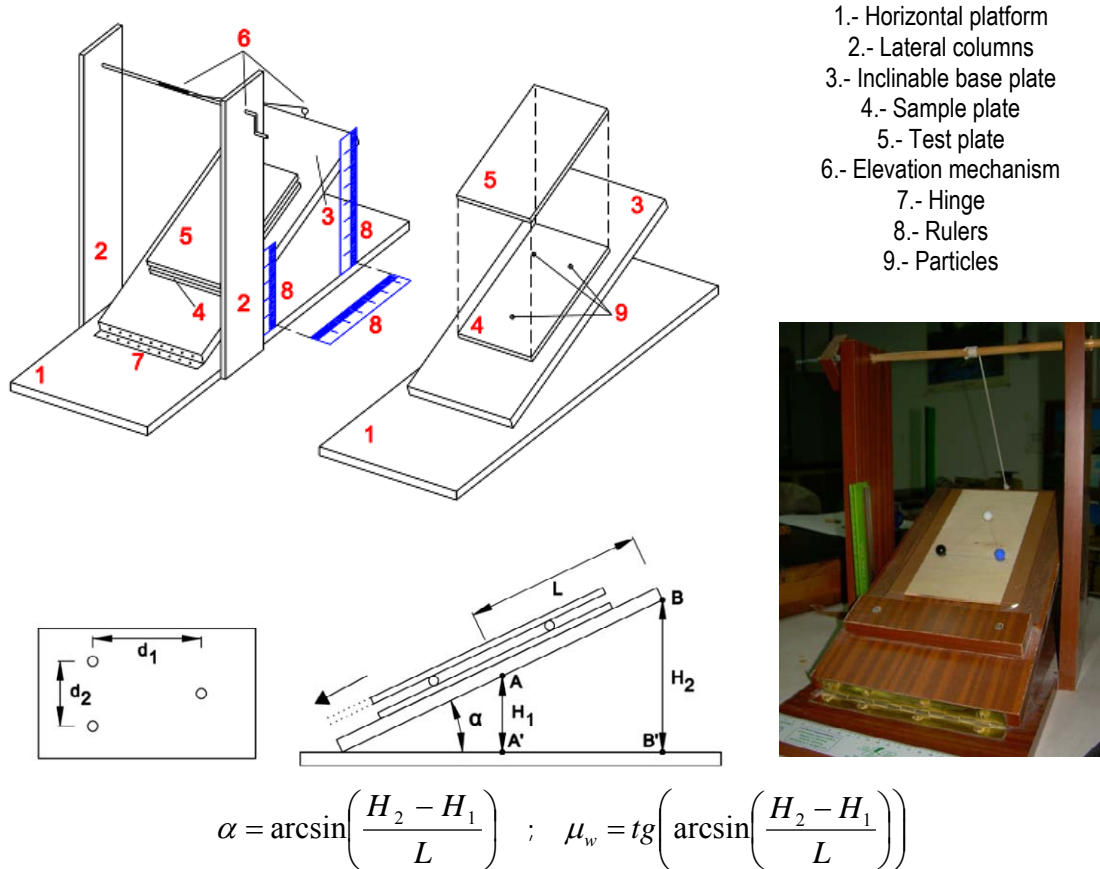 1.- Horizontal platform
2.- Lateral columns
3.- Inclinable base plate
4.- Sample plate
5.- Test plate
6.- Elevation mechanism
7.- Hinge
8.- Rulers
9.- Particles
6
5
3
2
5
3
8
2
8
4
9
4
8
7
1
1
d₁
d₂
L
B
A
H₂
α
H₁
A'
B'
α = arcsin((H₂ − H₁)/L) ; μ_w = tg(arcsin((H₂ − H₁)/L))